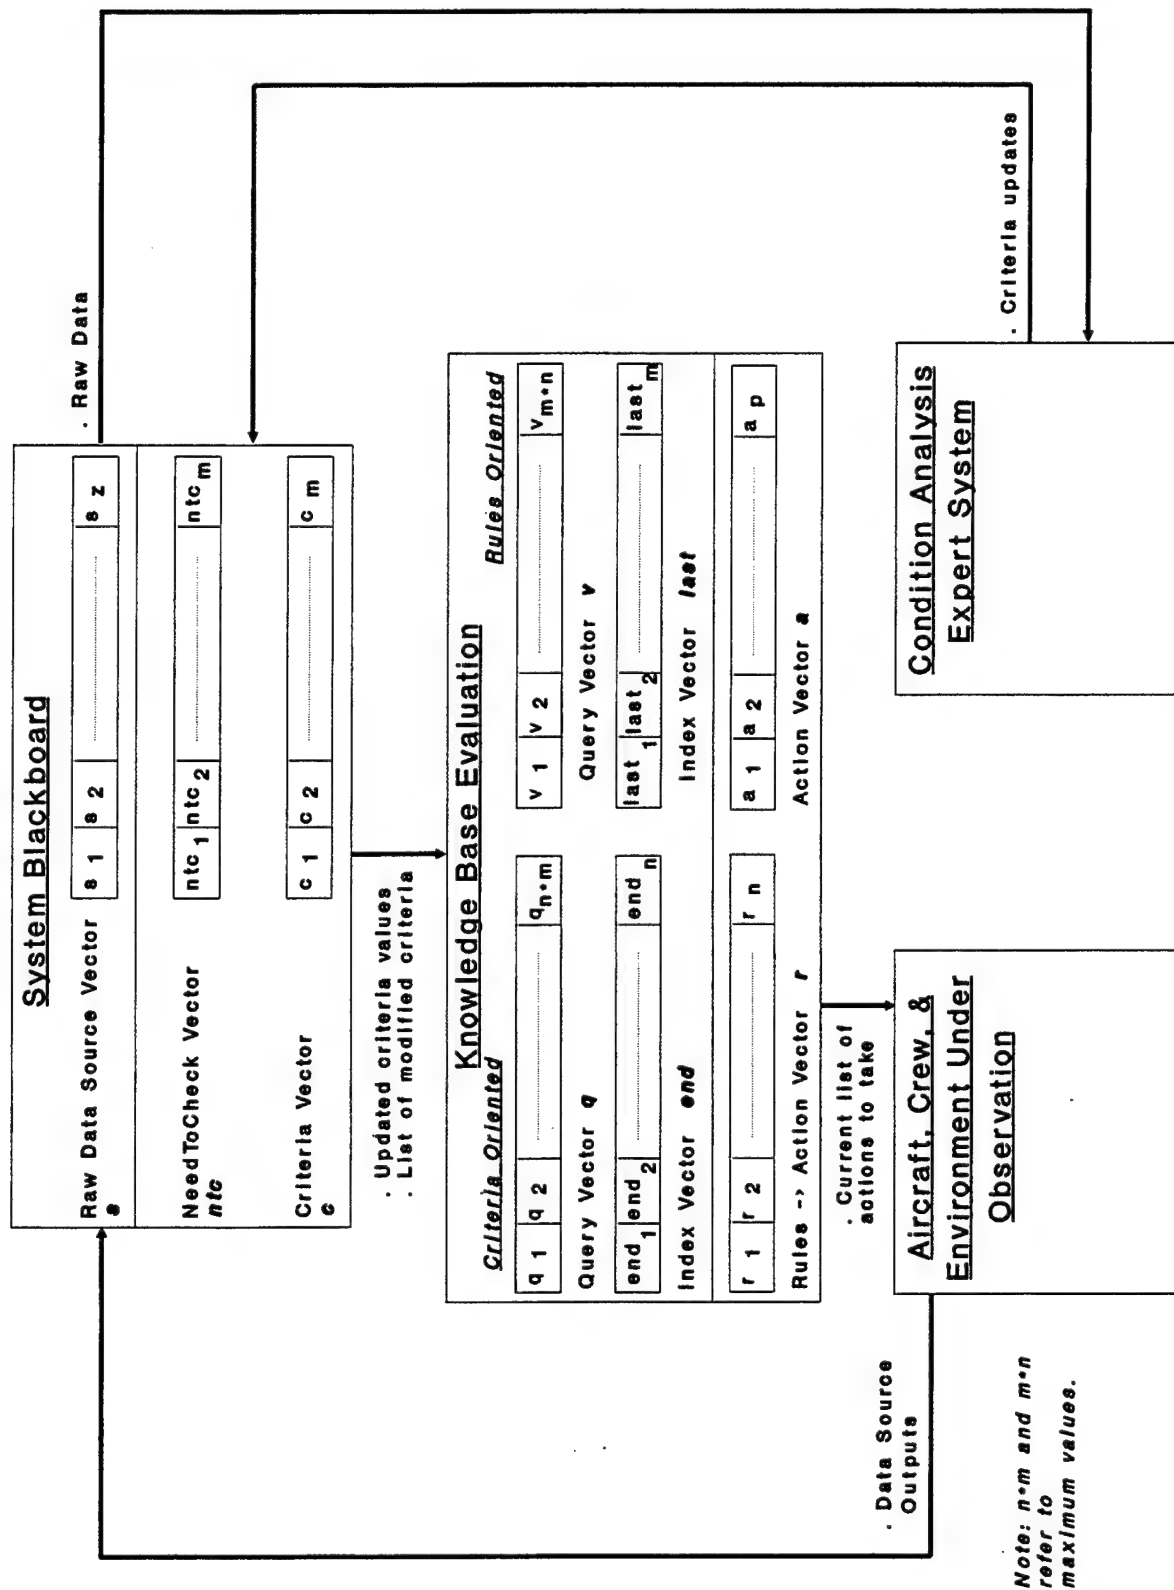 System Blackboard
Raw Data Source Vector
s
s 1 s 2 s z
NeedToCheck Vector
ntc
ntc 1 ntc 2 ntc m
Criteria Vector
c
c 1 c 2 c m
. Raw Data
. Updated criteria values
. List of modified criteria
Knowledge Base Evaluation
Criteria Oriented
Rules Oriented
q 1 q 2 q n*m
v 1 v 2 v m*n
Query Vector q
Query Vector v
end 1 end 2 end n
last 1 last 2 last m
Index Vector end
Index Vector last
r 1 r 2 r n
a 1 a 2 a p
Rules -> Action Vector r
Action Vector a
. Data Source
Outputs
. Current list of
actions to take
. Criteria updates
Aircraft, Crew, &
Environment Under
Observation
Condition Analysis
Expert System
Note: n*m and m*n
refer to
maximum values.